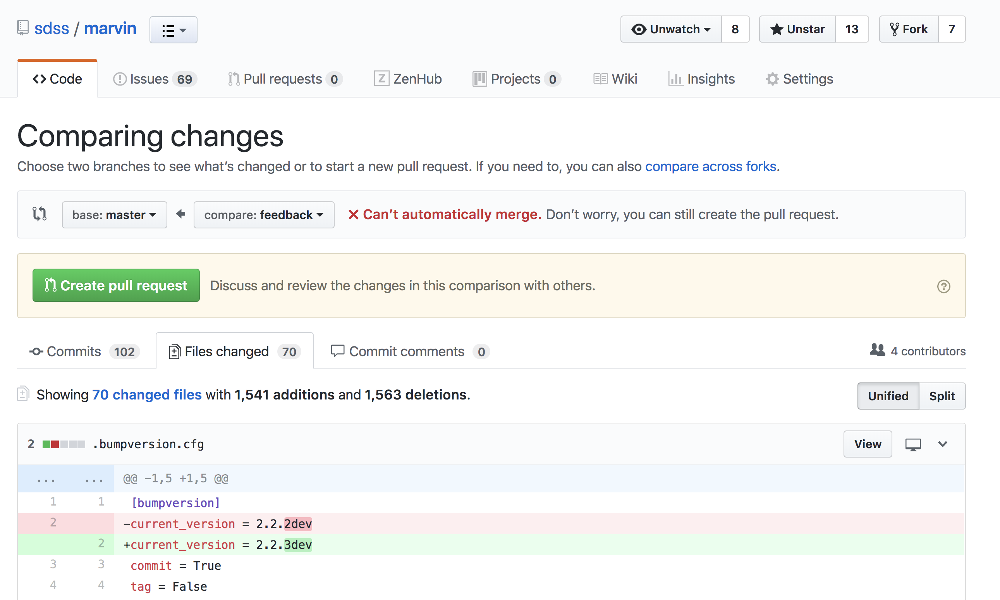 sdss / marvin
Unwatch 8 Unstar 13 Fork 7
Code Issues 69 Pull requests 0 Z ZenHub Projects 0 Wiki Insights Settings
Comparing changes
Choose two branches to see what’s changed or to start a new pull request. If you need to, you can also compare across forks.
base: master compare: feedback Can’t automatically merge. Don’t worry, you can still create the pull request.
Create pull request Discuss and review the changes in this comparison with others.
Commits 102 Files changed 70 Commit comments 0 4 contributors
Showing 70 changed files with 1,541 additions and 1,563 deletions.
Unified Split
2 .bumpversion.cfg View
... ... @@ -1,5 +1,5 @@
1 1 [bumpversion]
2 -current_version = 2.2.2dev
2 +current_version = 2.2.3dev
3 3 commit = True
4 4 tag = False